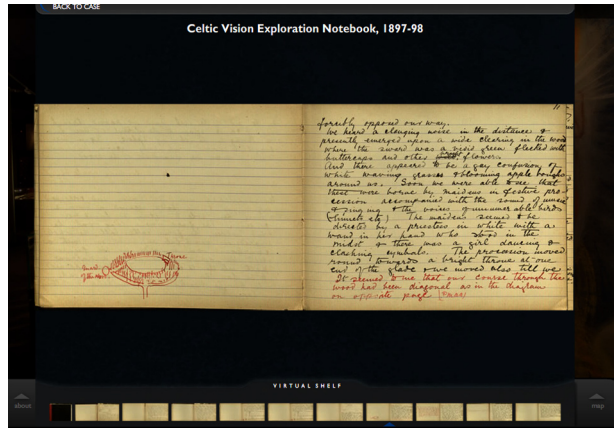 BACK TO CASE
Celtic Vision Exploration Notebook, 1897-98
11
forcibly opposed our way.
We heard a clanging noise in the distance &
presently emerged upon a wide clearing in the wood
where the sward was a vivid green flecked with
buttercups and other flowers.
And there appeared to be a gay confusion of
white waving grasses & blooming apple boughs
around us. Soon we were able to see that
these were borne by maidens in festive pro-
cession accompanied with the sound of music
& singing & the voices of innumerable birds
(linnets etc) The maidens seemed to be
directed by a priestess in white with a
wand in his hand who stood in the
midst & there was a girl dancing &
clashing cymbals. The procession moved
round towards a bright throne at one
end of the glade & we moved also till we
It seemed to me that our course through the
wood had been diagonal as in the diagram
on opposite page
Throne
VIRTUAL SHELF
about
map